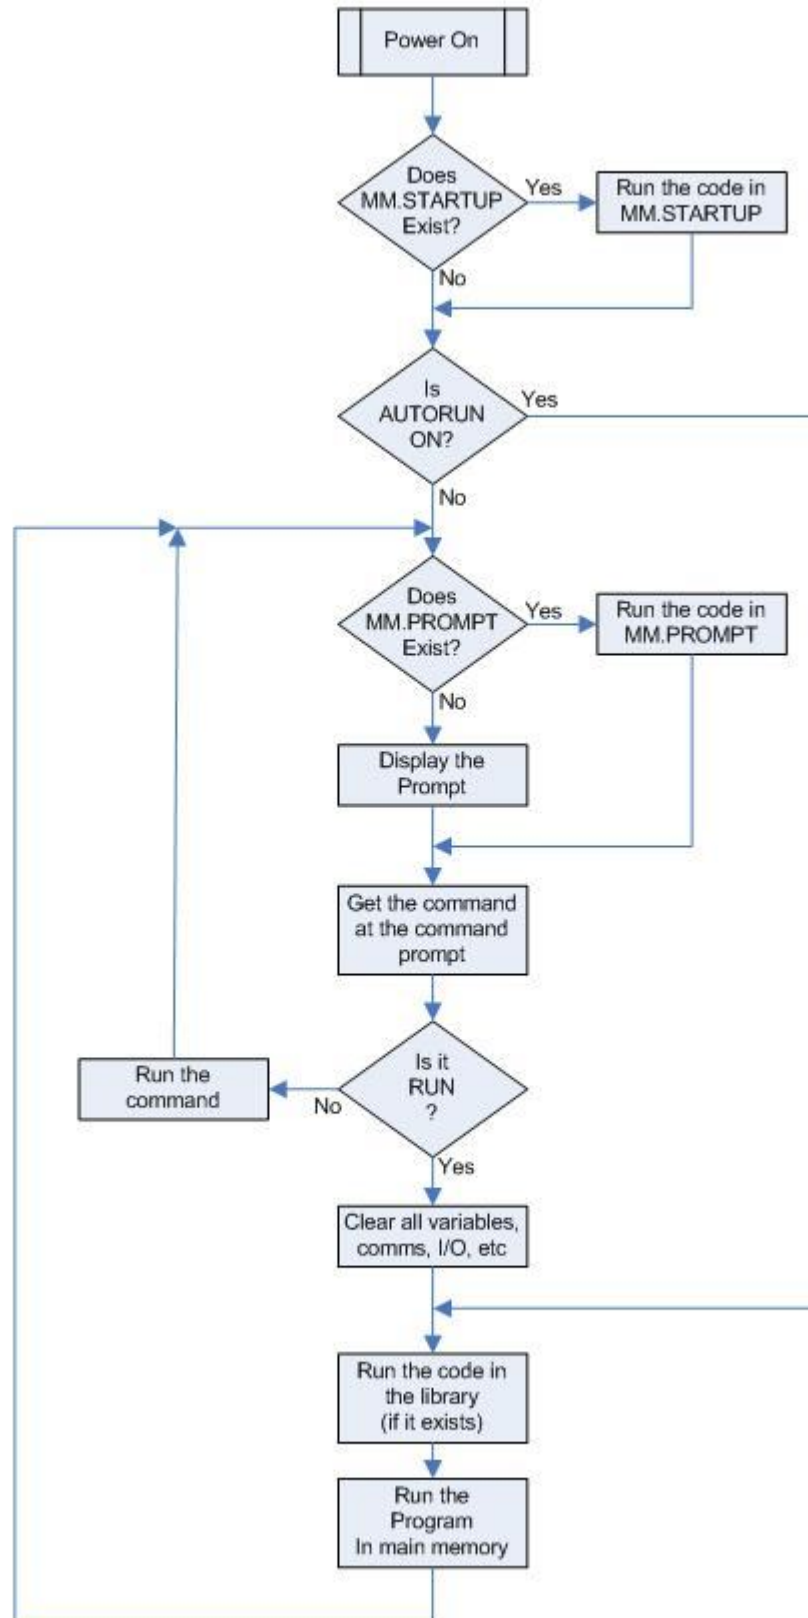 Power On
Does
MM.STARTUP
Exist?
Yes
Run the code in
MM.STARTUP
No
Is
AUTORUN
ON?
Yes
No
Does
MM.PROMPT
Exist?
Yes
Run the code in
MM.PROMPT
No
Display the
Prompt
Get the command
at the command
prompt
Is it
RUN
?
No
Run the
command
Yes
Clear all variables,
comms, I/O, etc
Run the code in
the library
(if it exists)
Run the
Program
In main memory